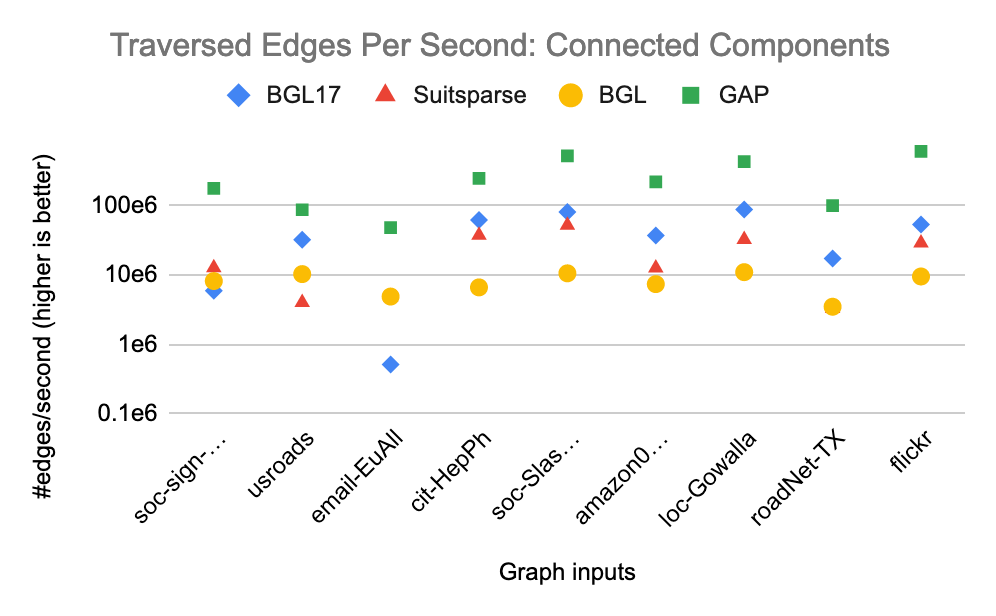 Traversed Edges Per Second: Connected Components
BGL17
Suitsparse
BGL
GAP
#edges/second (higher is better)
100e6
10e6
1e6
0.1e6
soc-sign-…
usroads
email-EuAll
cit-HepPh
soc-Slas…
amazon0…
loc-Gowalla
roadNet-TX
flickr
Graph inputs